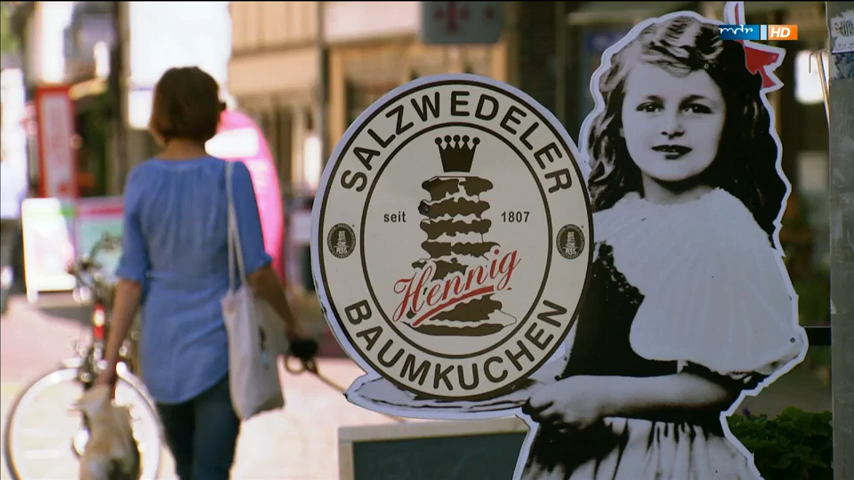 mdr HD
SALZWEDELER
seit 1807
Hennig
BAUMKUCHEN